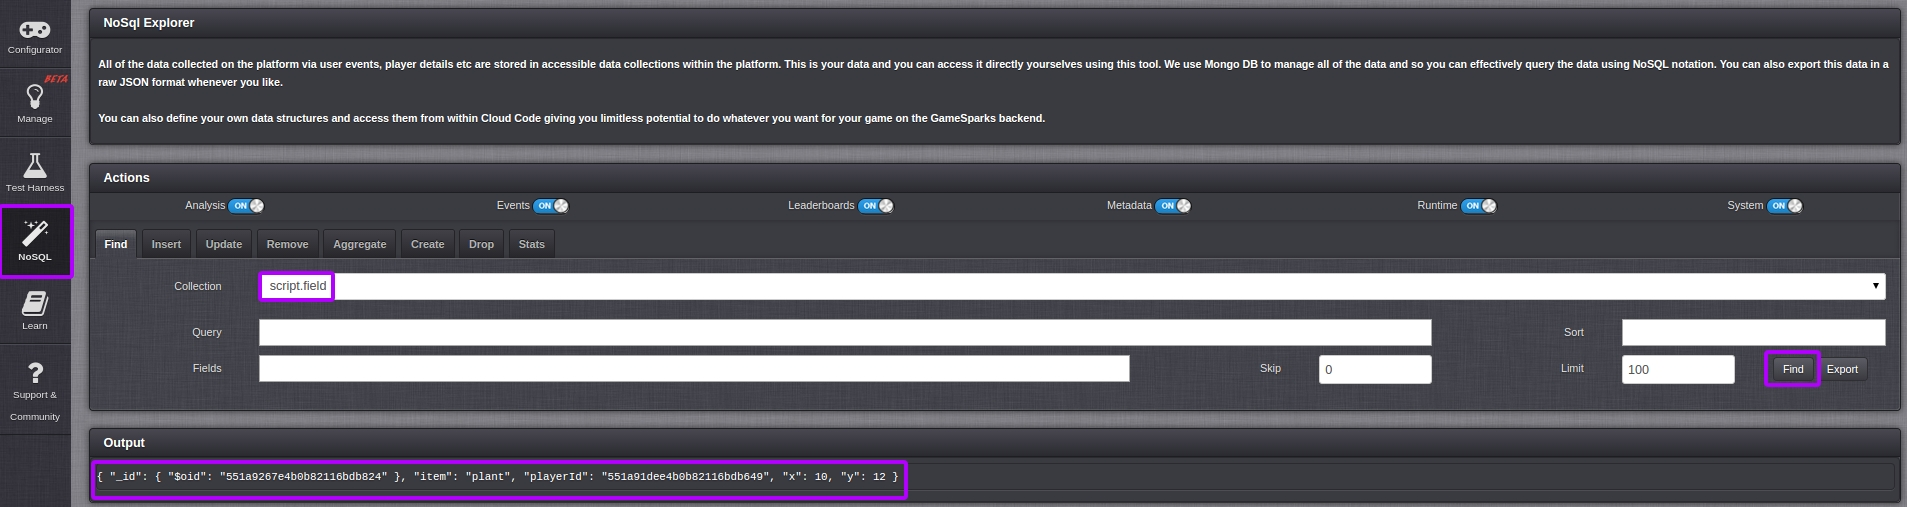 Configurator
BETA
Manage
Test Harness
NoSQL
Learn
Support &
Community
NoSql Explorer
All of the data collected on the platform via user events, player details etc are stored in accessible data collections within the platform. This is your data and you can access it directly yourselves using this tool. We use Mongo DB to manage all of the data and so you can effectively query the data using NoSQL notation. You can also export this data in a
raw JSON format whenever you like.
You can also define your own data structures and access them from within Cloud Code giving you limitless potential to do whatever you want for your game on the GameSparks backend.
Actions
Analysis ON Events ON Leaderboards ON Metadata ON Runtime ON System ON
Find Insert Update Remove Aggregate Create Drop Stats
Collection script.field
Query Sort
Fields Skip 0 Limit 100 Find Export
Output
{ "_id": { "$oid": "551a9267e4b0b82116bdb824" }, "item": "plant", "playerId": "551a91dee4b0b82116bdb649", "x": 10, "y": 12 }